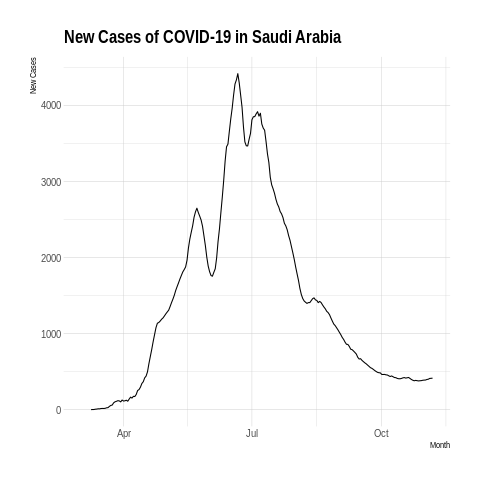 New Cases of COVID-19 in Saudi Arabia
New Cases
4000
3000
2000
1000
0
Apr
Jul
Oct
Month